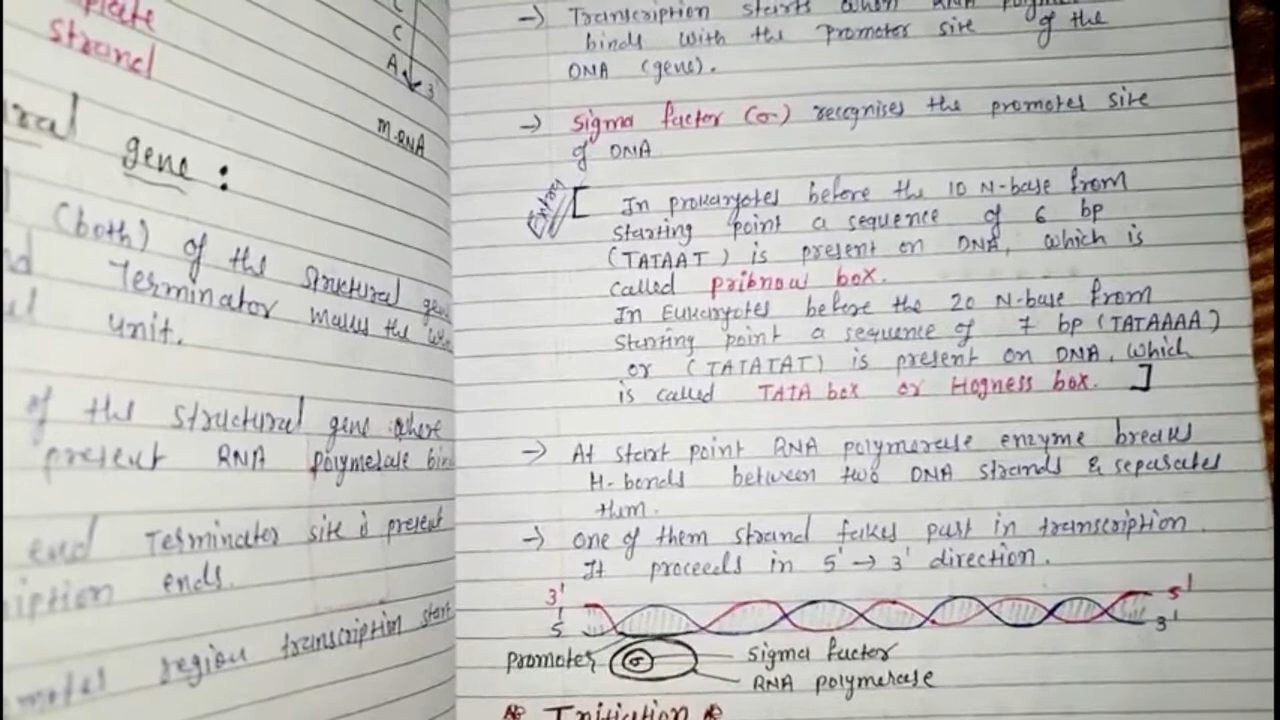 strand
gene :
(both) of the structural gen
Terminator makes the
unit.
of the structural gene where
present RNA polymerase bin
end Terminator site is present
iption ends.
region transcription start
C
C
A
3'
m-RNA
→ Transcription starts when RNA
binds with the promoter site of the
DNA (gene).
→ Sigma factor (σ) recognises the promotes site
of DNA
[ In prokaryotes before the 10 N-base from
starting point a sequence of 6 bp
(TATAAT) is present on DNA, which is
called pribnow box.
In Eukaryotes before the 20 N-base from
starting point a sequence of 7 bp (TATAAAA)
or (TATATAT) is present on DNA, which
is called TATA box or Hogness box. ]
→ At start point RNA polymerase enzyme breaks
H-bonds between two DNA strands & separates
them.
→ one of them strand takes part in transcription.
It proceeds in 5' → 3' direction.
3' 5'
5 3'
promotes σ sigma factor
RNA polymerase
Initiation